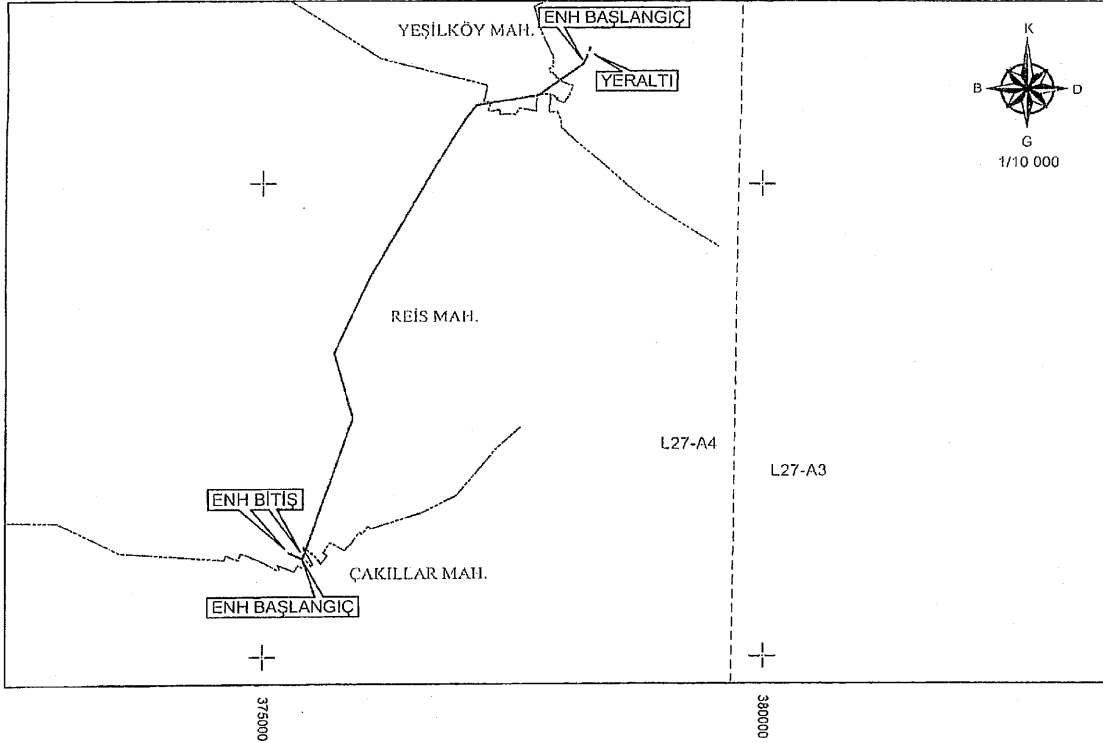 ENH BAŞLANGIÇ
YEŞİLKÖY MAH.
YERALTI
K
B
D
G
1/10 000
REİS MAH.
L27-A4
L27-A3
ENH BİTİŞ
ÇAKILLAR MAH.
ENH BAŞLANGIÇ
375000
380000